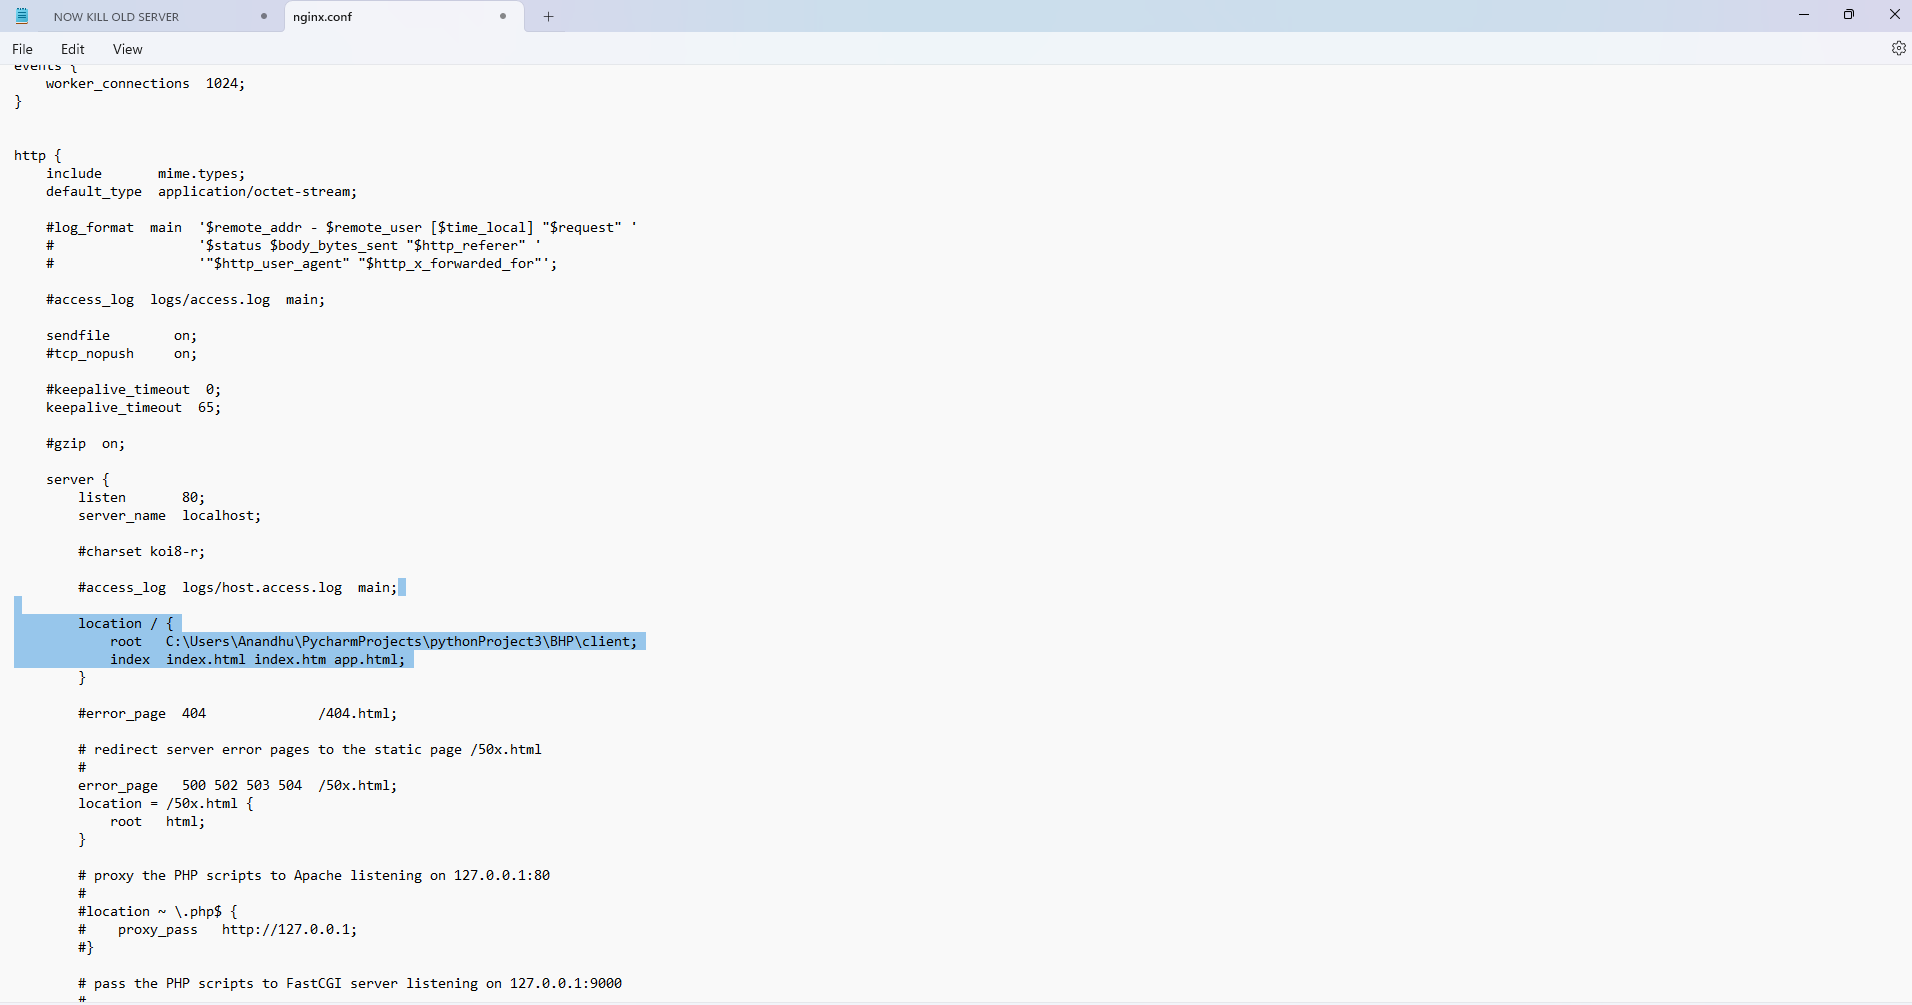 NOW KILL OLD SERVER
nginx.conf
File Edit View
events {
    worker_connections  1024;
}
http {
    include       mime.types;
    default_type  application/octet-stream;
    #log_format  main  '$remote_addr - $remote_user [$time_local] "$request" '
    #                  '$status $body_bytes_sent "$http_referer" '
    #                  '"$http_user_agent" "$http_x_forwarded_for"';
    #access_log  logs/access.log  main;
    sendfile        on;
    #tcp_nopush     on;
    #keepalive_timeout  0;
    keepalive_timeout  65;
    #gzip  on;
    server {
        listen       80;
        server_name  localhost;
        #charset koi8-r;
        #access_log  logs/host.access.log  main;
        location / {
            root   C:\Users\Anandhu\PycharmProjects\pythonProject3\BHP\client;
            index  index.html index.htm app.html;
        }
        #error_page  404              /404.html;
        # redirect server error pages to the static page /50x.html
        #
        error_page   500 502 503 504  /50x.html;
        location = /50x.html {
            root   html;
        }
        # proxy the PHP scripts to Apache listening on 127.0.0.1:80
        #
        #location ~ \.php$ {
        #    proxy_pass   http://127.0.0.1;
        #}
        # pass the PHP scripts to FastCGI server listening on 127.0.0.1:9000
        #